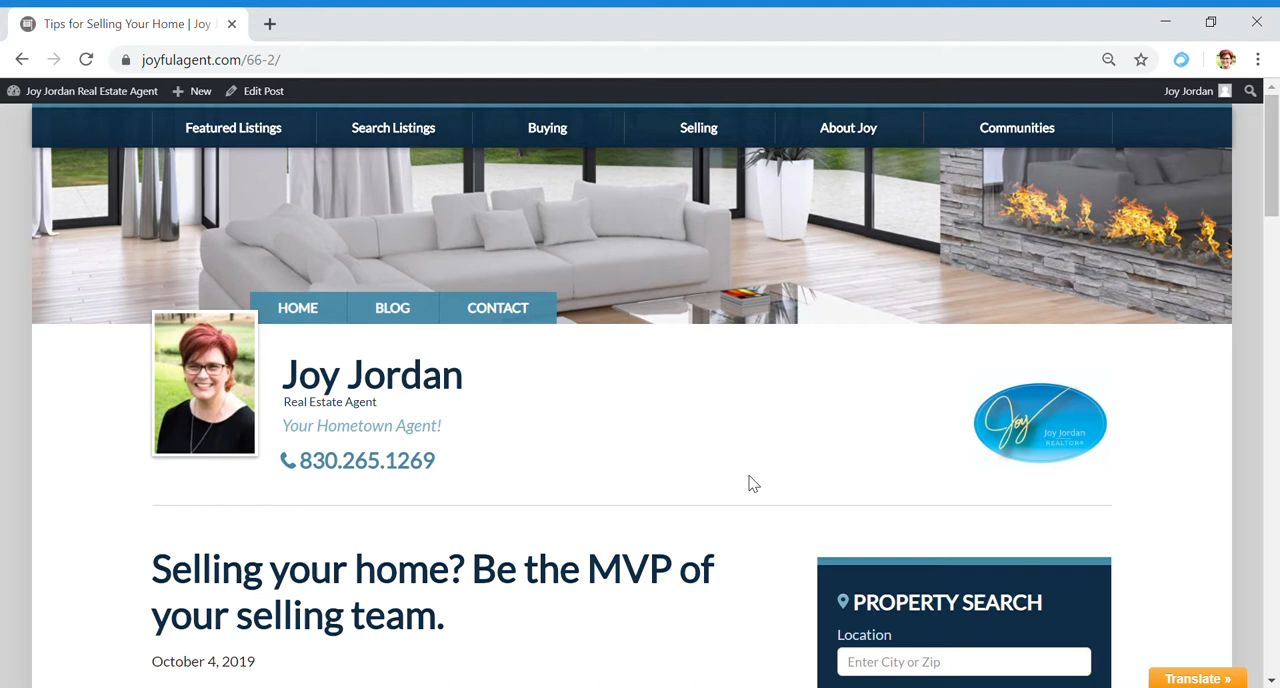 Tips for Selling Your Home | Joy J
joyfulagent.com/66-2/
Joy Jordan Real Estate Agent
New
Edit Post
Joy Jordan
Featured Listings
Search Listings
Buying
Selling
About Joy
Communities
HOME
BLOG
CONTACT
Joy Jordan
Real Estate Agent
Your Hometown Agent!
830.265.1269
Joy
Joy Jordan
REALTOR®
Selling your home? Be the MVP of
your selling team.
October 4, 2019
PROPERTY SEARCH
Location
Enter City or Zip
Translate »